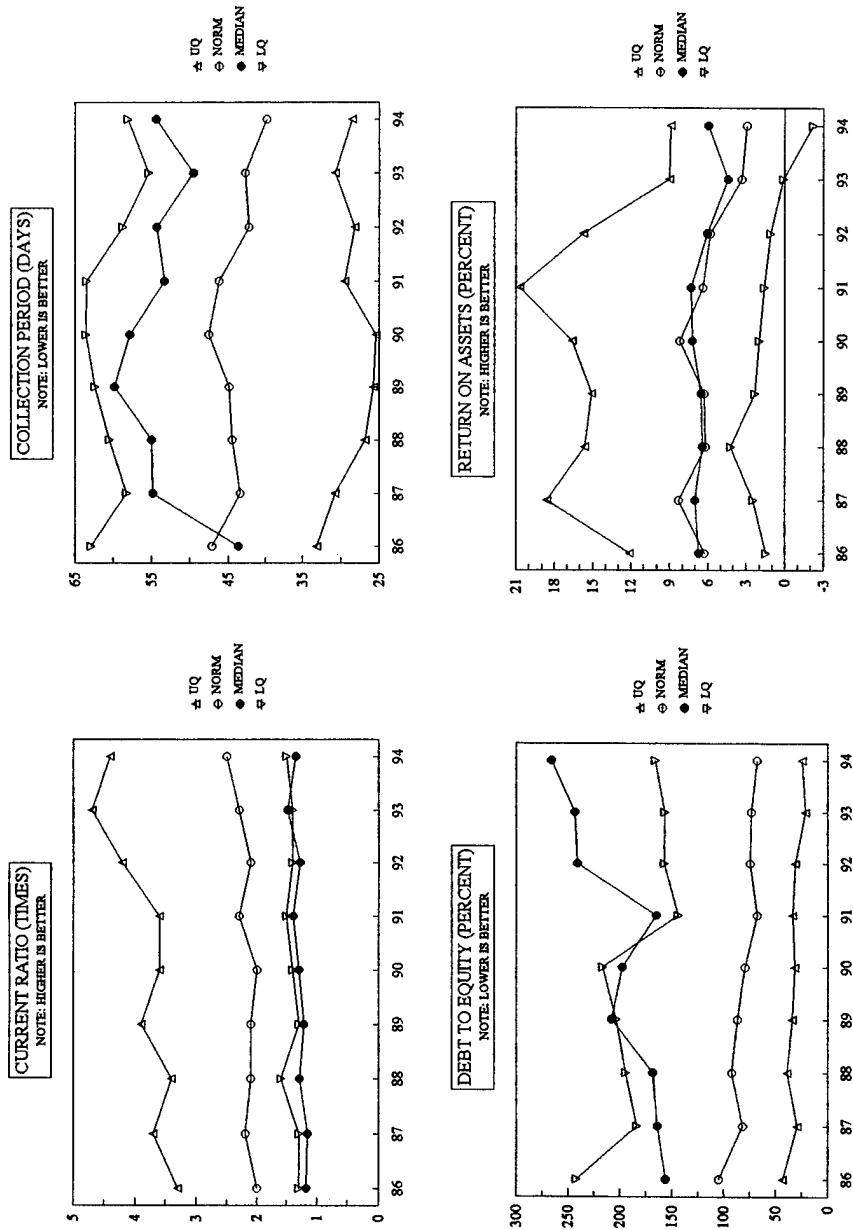 CURRENT RATIO (TIMES)
NOTE: HIGHER IS BETTER
5
4
3
2
1
0
86 87 88 89 90 91 92 93 94
UQ
NORM
MEDIAN
LQ
COLLECTION PERIOD (DAYS)
NOTE: LOWER IS BETTER
65
55
45
35
25
86 87 88 89 90 91 92 93 94
UQ
NORM
MEDIAN
LQ
DEBT TO EQUITY (PERCENT)
NOTE: LOWER IS BETTER
300
250
200
150
100
50
0
86 87 88 89 90 91 92 93 94
UQ
NORM
MEDIAN
LQ
RETURN ON ASSETS (PERCENT)
NOTE: HIGHER IS BETTER
21
18
15
12
9
6
3
0
-3
86 87 88 89 90 91 92 93 94
UQ
NORM
MEDIAN
LQ